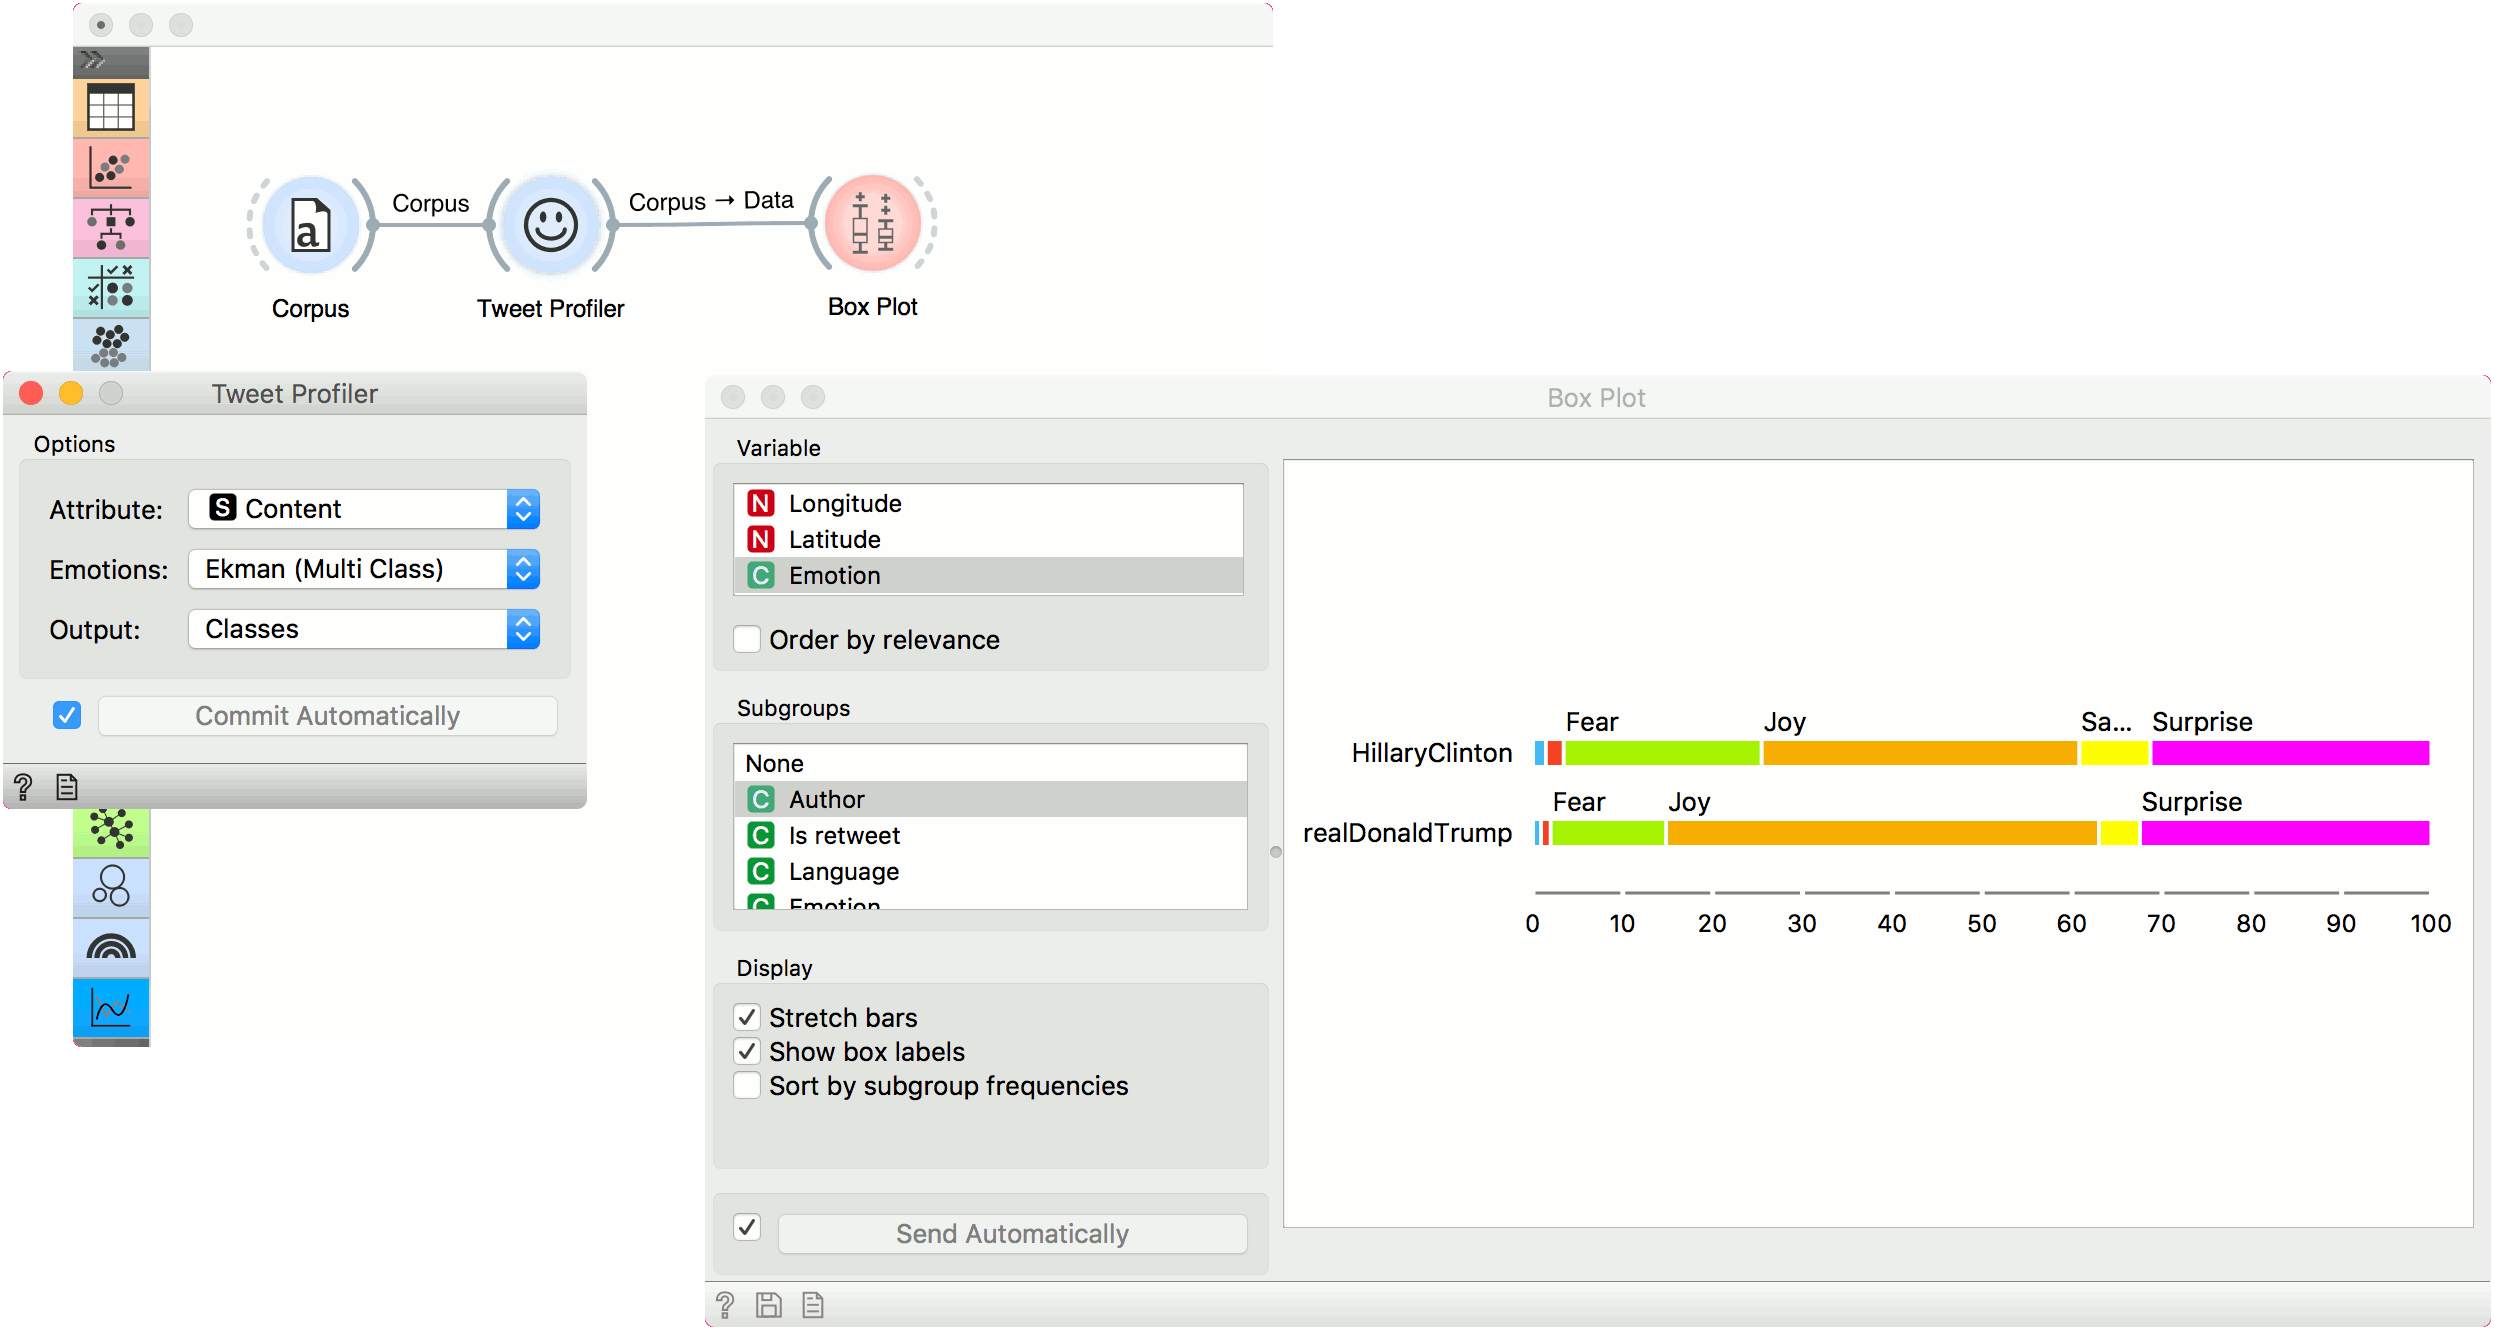 Corpus
Corpus → Data
a
Corpus
Tweet Profiler
Box Plot
Tweet Profiler
Options
Attribute: S Content
Emotions: Ekman (Multi Class)
Output: Classes
Commit Automatically
Box Plot
Variable
N Longitude
N Latitude
C Emotion
Order by relevance
Subgroups
None
C Author
C Is retweet
C Language
C Emotion
Display
Stretch bars
Show box labels
Sort by subgroup frequencies
Send Automatically
Fear Joy Sa... Surprise
HillaryClinton
Fear Joy Surprise
realDonaldTrump
0 10 20 30 40 50 60 70 80 90 100